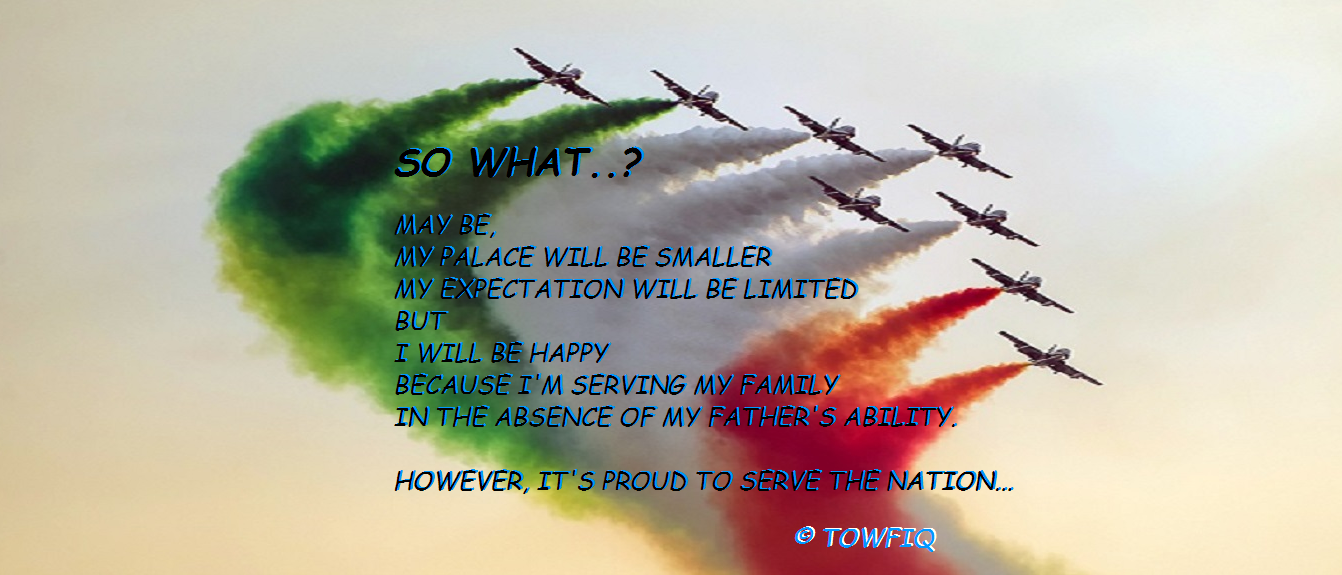 SO WHAT..?
MAY BE,
MY PALACE WILL BE SMALLER
MY EXPECTATION WILL BE LIMITED
BUT
I WILL BE HAPPY
BECAUSE I'M SERVING MY FAMILY
IN THE ABSENCE OF MY FATHER'S ABILITY.
HOWEVER, IT'S PROUD TO SERVE THE NATION...
© TOWFIQ